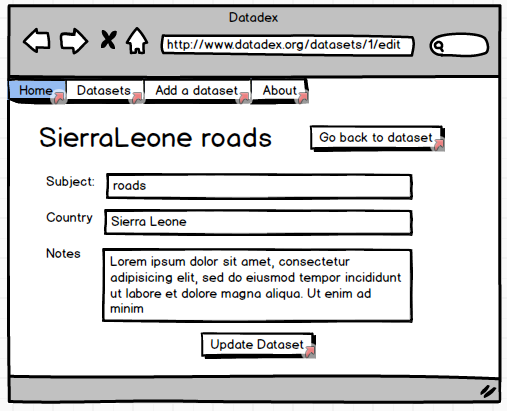 Datadex
http://www.datadex.org/datasets/1/edit
Home Datasets Add a dataset About
SierraLeone roads Go back to dataset
Subject: roads
Country Sierra Leone
Notes Lorem ipsum dolor sit amet, consectetur
adipisicing elit, sed do eiusmod tempor incididunt
ut labore et dolore magna aliqua. Ut enim ad
minim
Update Dataset